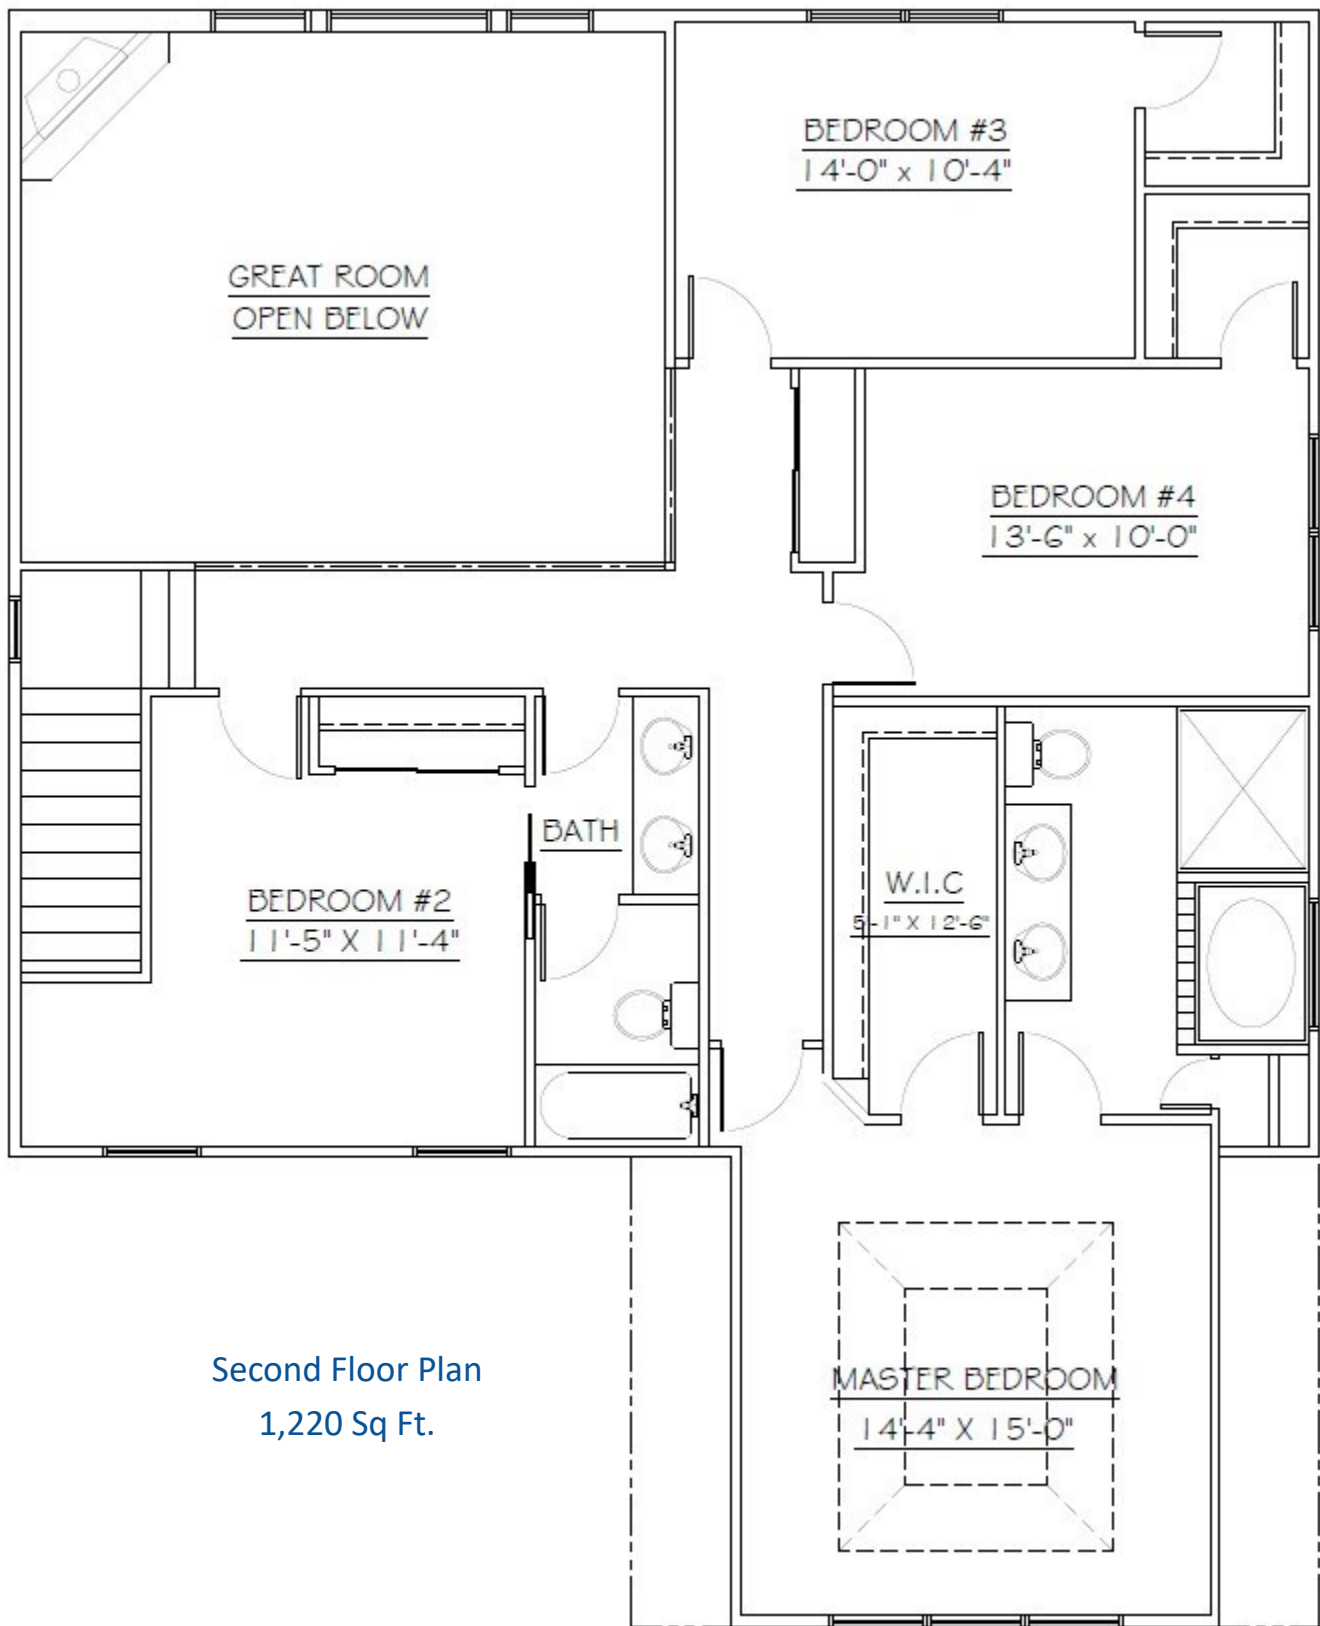 BEDROOM #3
14'-0" x 10'-4"
GREAT ROOM
OPEN BELOW
BEDROOM #4
13'-6" x 10'-0"
BATH
BEDROOM #2
11'-5" X 11'-4"
W.I.C
5'-1" X 12'-6"
MASTER BEDROOM
14'-4" X 15'-0"
Second Floor Plan
1,220 Sq Ft.